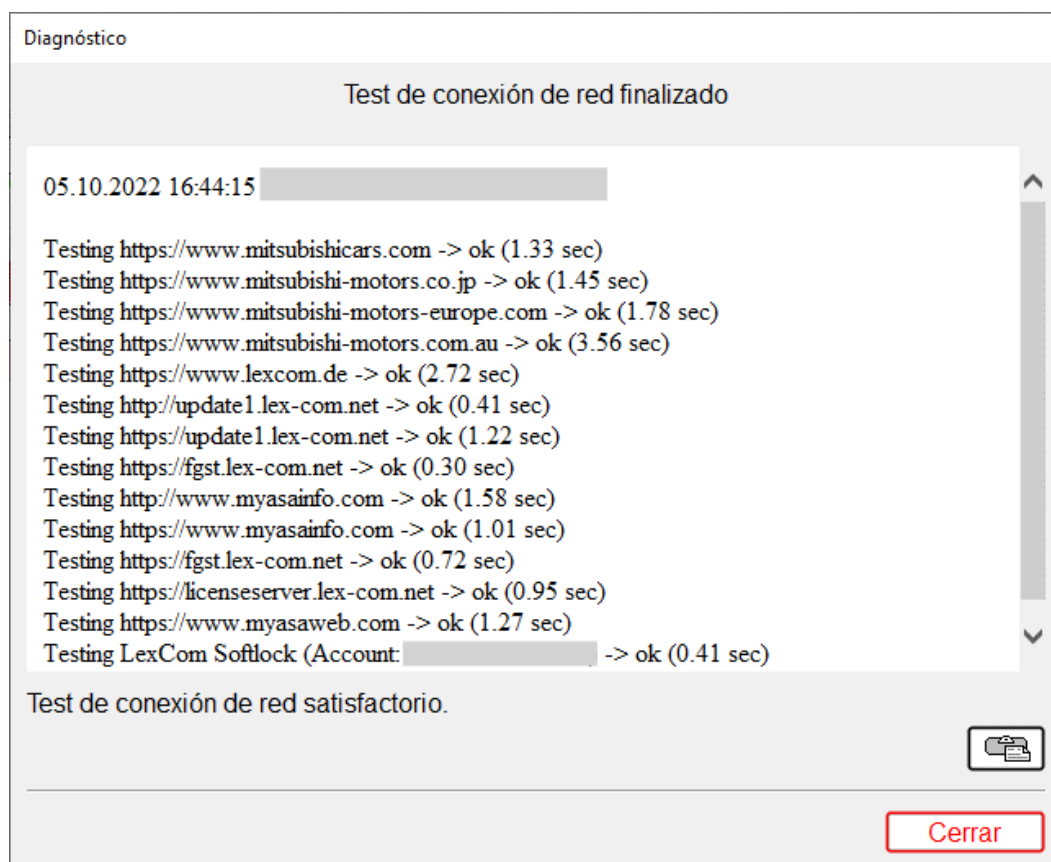 Diagnóstico
Test de conexión de red finalizado
05.10.2022 16:44:15
Testing https://www.mitsubishicars.com -> ok (1.33 sec)
Testing https://www.mitsubishi-motors.co.jp -> ok (1.45 sec)
Testing https://www.mitsubishi-motors-europe.com -> ok (1.78 sec)
Testing https://www.mitsubishi-motors.com.au -> ok (3.56 sec)
Testing https://www.lexcom.de -> ok (2.72 sec)
Testing http://update1.lex-com.net -> ok (0.41 sec)
Testing https://update1.lex-com.net -> ok (1.22 sec)
Testing https://fgst.lex-com.net -> ok (0.30 sec)
Testing http://www.myasainfo.com -> ok (1.58 sec)
Testing https://www.myasainfo.com -> ok (1.01 sec)
Testing https://fgst.lex-com.net -> ok (0.72 sec)
Testing https://licenseserver.lex-com.net -> ok (0.95 sec)
Testing https://www.myasaweb.com -> ok (1.27 sec)
Testing LexCom Softlock (Account: -> ok (0.41 sec)
Test de conexión de red satisfactorio.
Cerrar